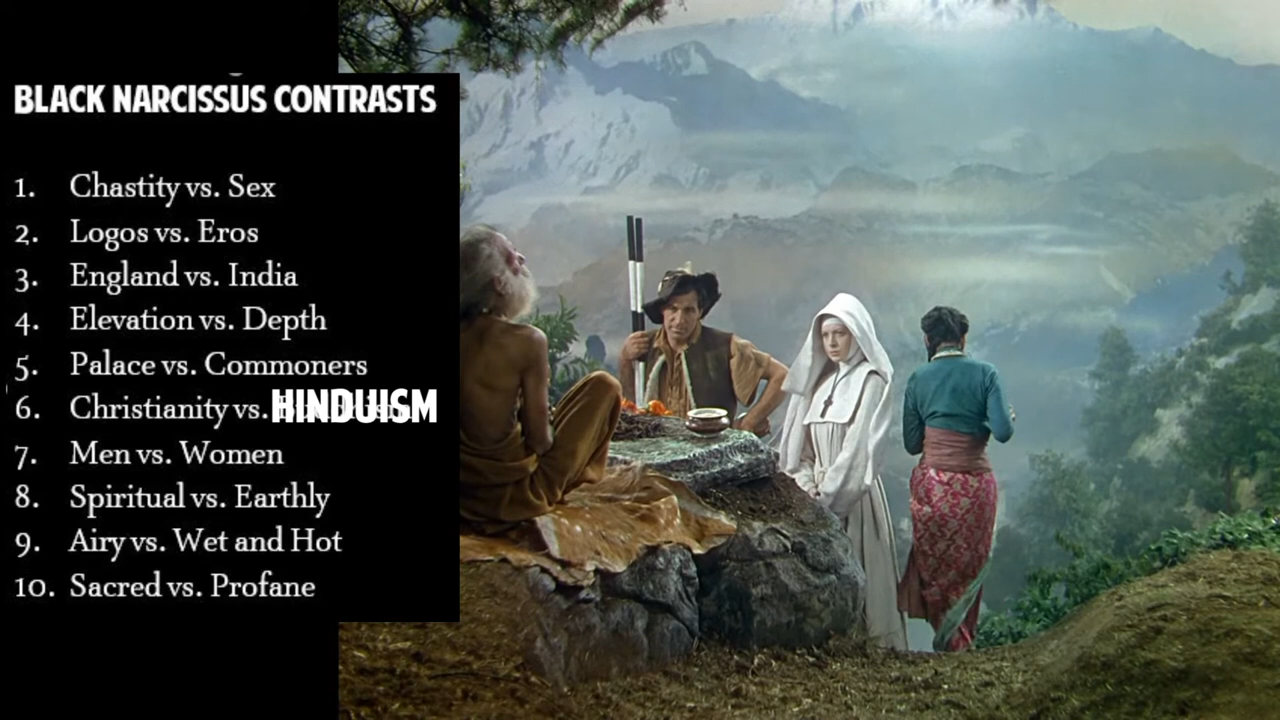 BLACK NARCISSUS CONTRASTS
1. Chastity vs. Sex
2. Logos vs. Eros
3. England vs. India
4. Elevation vs. Depth
5. Palace vs. Commoners
6. Christianity vs. HINDUISM
7. Men vs. Women
8. Spiritual vs. Earthly
9. Airy vs. Wet and Hot
10. Sacred vs. Profane